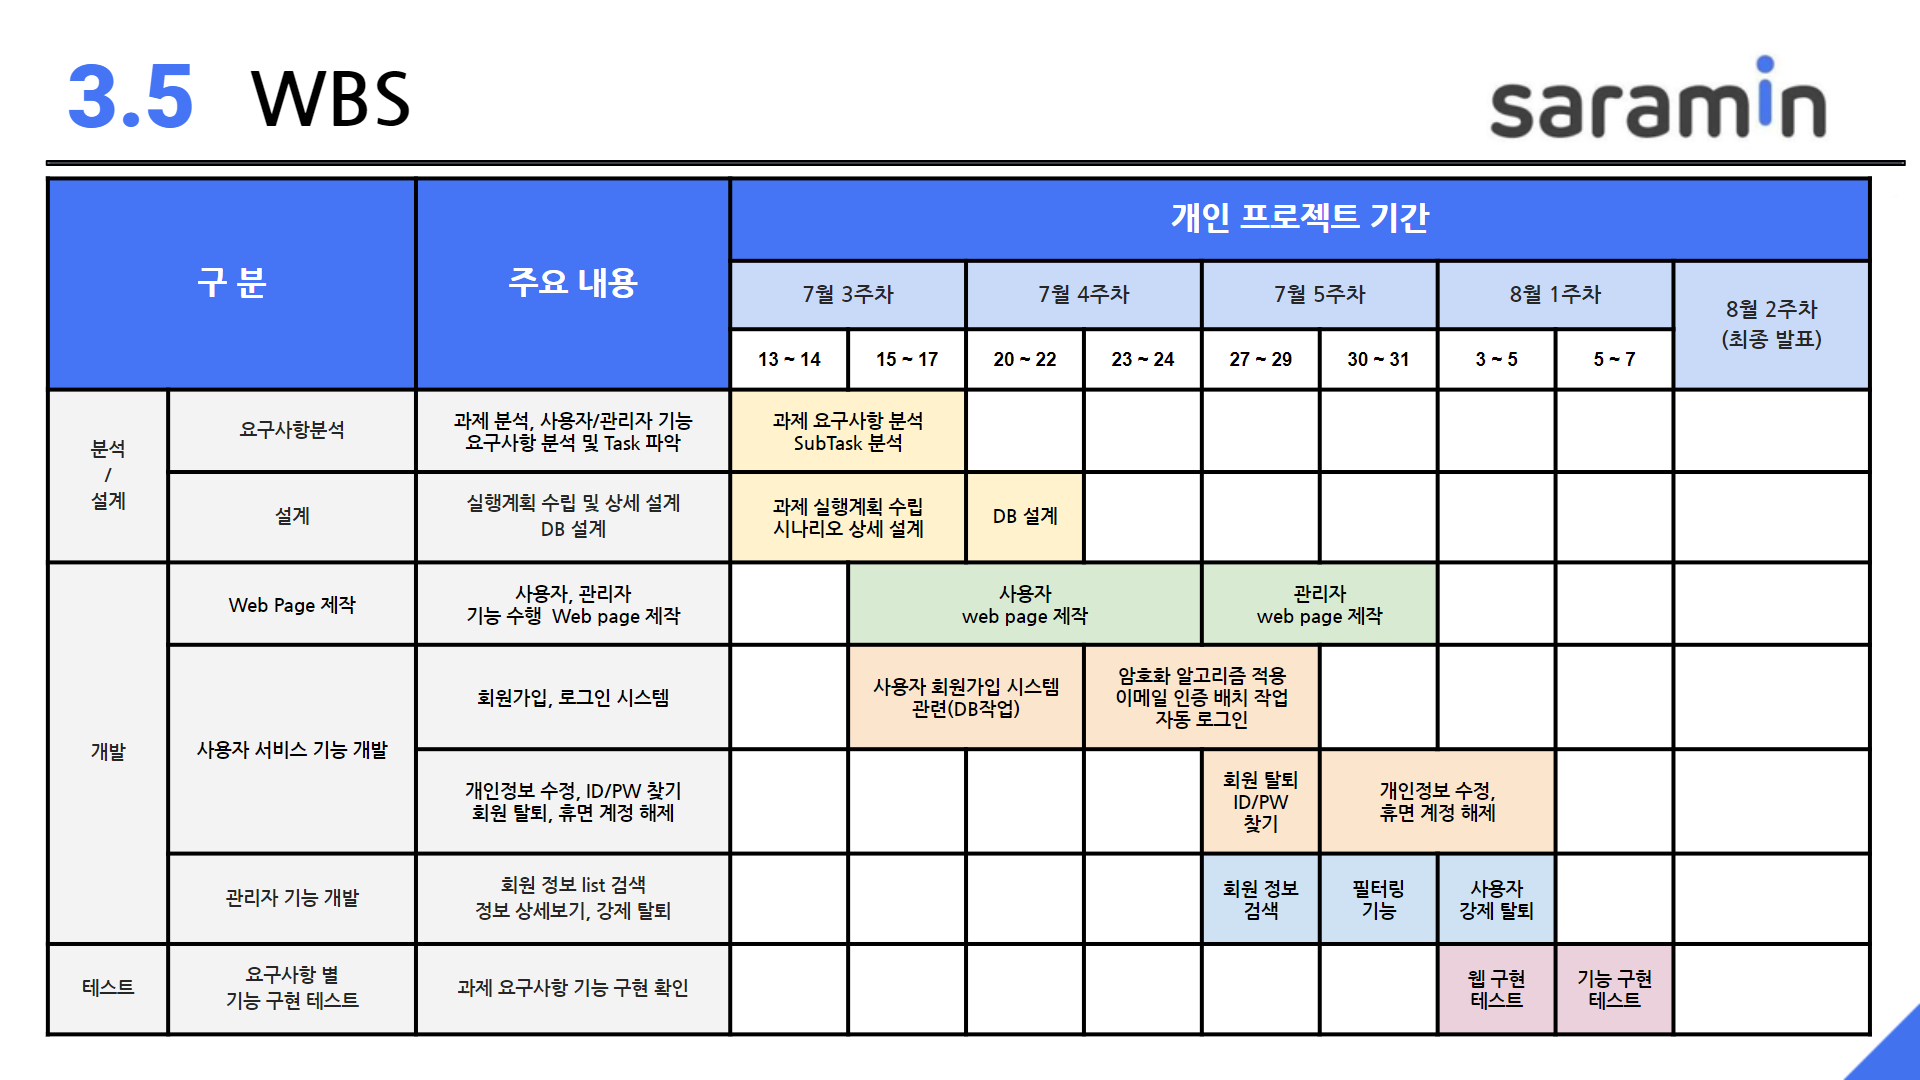 3.5 WBS
saramin
구 분
주요 내용
개인 프로젝트 기간
7월 3주차
7월 4주차
7월 5주차
8월 1주차
8월 2주차
(최종 발표)
13 ~ 14
15 ~ 17
20 ~ 22
23 ~ 24
27 ~ 29
30 ~ 31
3 ~ 5
5 ~ 7
분석
/
설계
요구사항분석
과제 분석, 사용자/관리자 기능
요구사항 분석 및 Task 파악
과제 요구사항 분석
SubTask 분석
설계
실행계획 수립 및 상세 설계
DB 설계
과제 실행계획 수립
시나리오 상세 설계
DB 설계
개발
Web Page 제작
사용자, 관리자
기능 수행  Web page 제작
사용자
web page 제작
관리자
web page 제작
사용자 서비스 기능 개발
회원가입, 로그인 시스템
사용자 회원가입 시스템
관련(DB작업)
암호화 알고리즘 적용
이메일 인증 배치 작업
자동 로그인
개인정보 수정, ID/PW 찾기
회원 탈퇴, 휴면 계정 해제
회원 탈퇴
ID/PW
찾기
개인정보 수정,
휴면 계정 해제
관리자 기능 개발
회원 정보 list 검색
정보 상세보기, 강제 탈퇴
회원 정보
검색
필터링
기능
사용자
강제 탈퇴
테스트
요구사항 별
기능 구현 테스트
과제 요구사항 기능 구현 확인
웹 구현
테스트
기능 구현
테스트